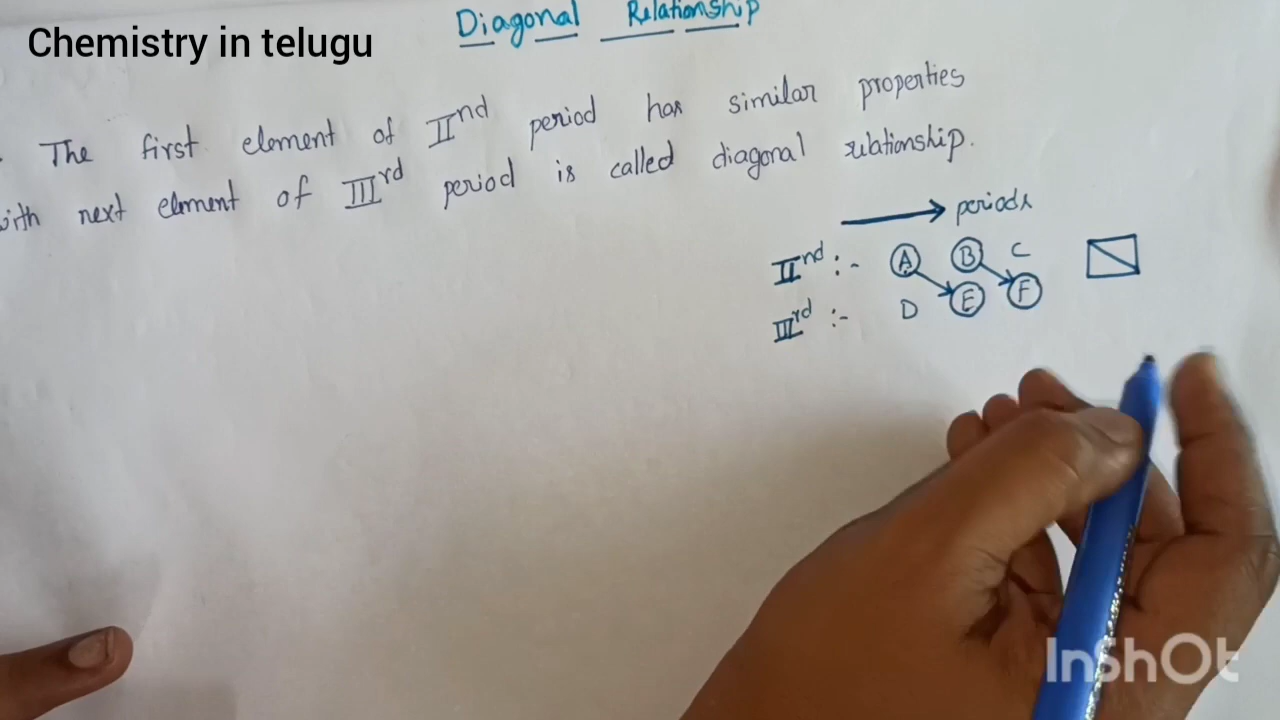 Diagonal Relationship
Chemistry in telugu
The first element of IInd period has similar properties
with next elment of IIIrd period is called diagonal relationship.
→ periods
IInd :- A B C
IIIrd :- D E F
InShOt